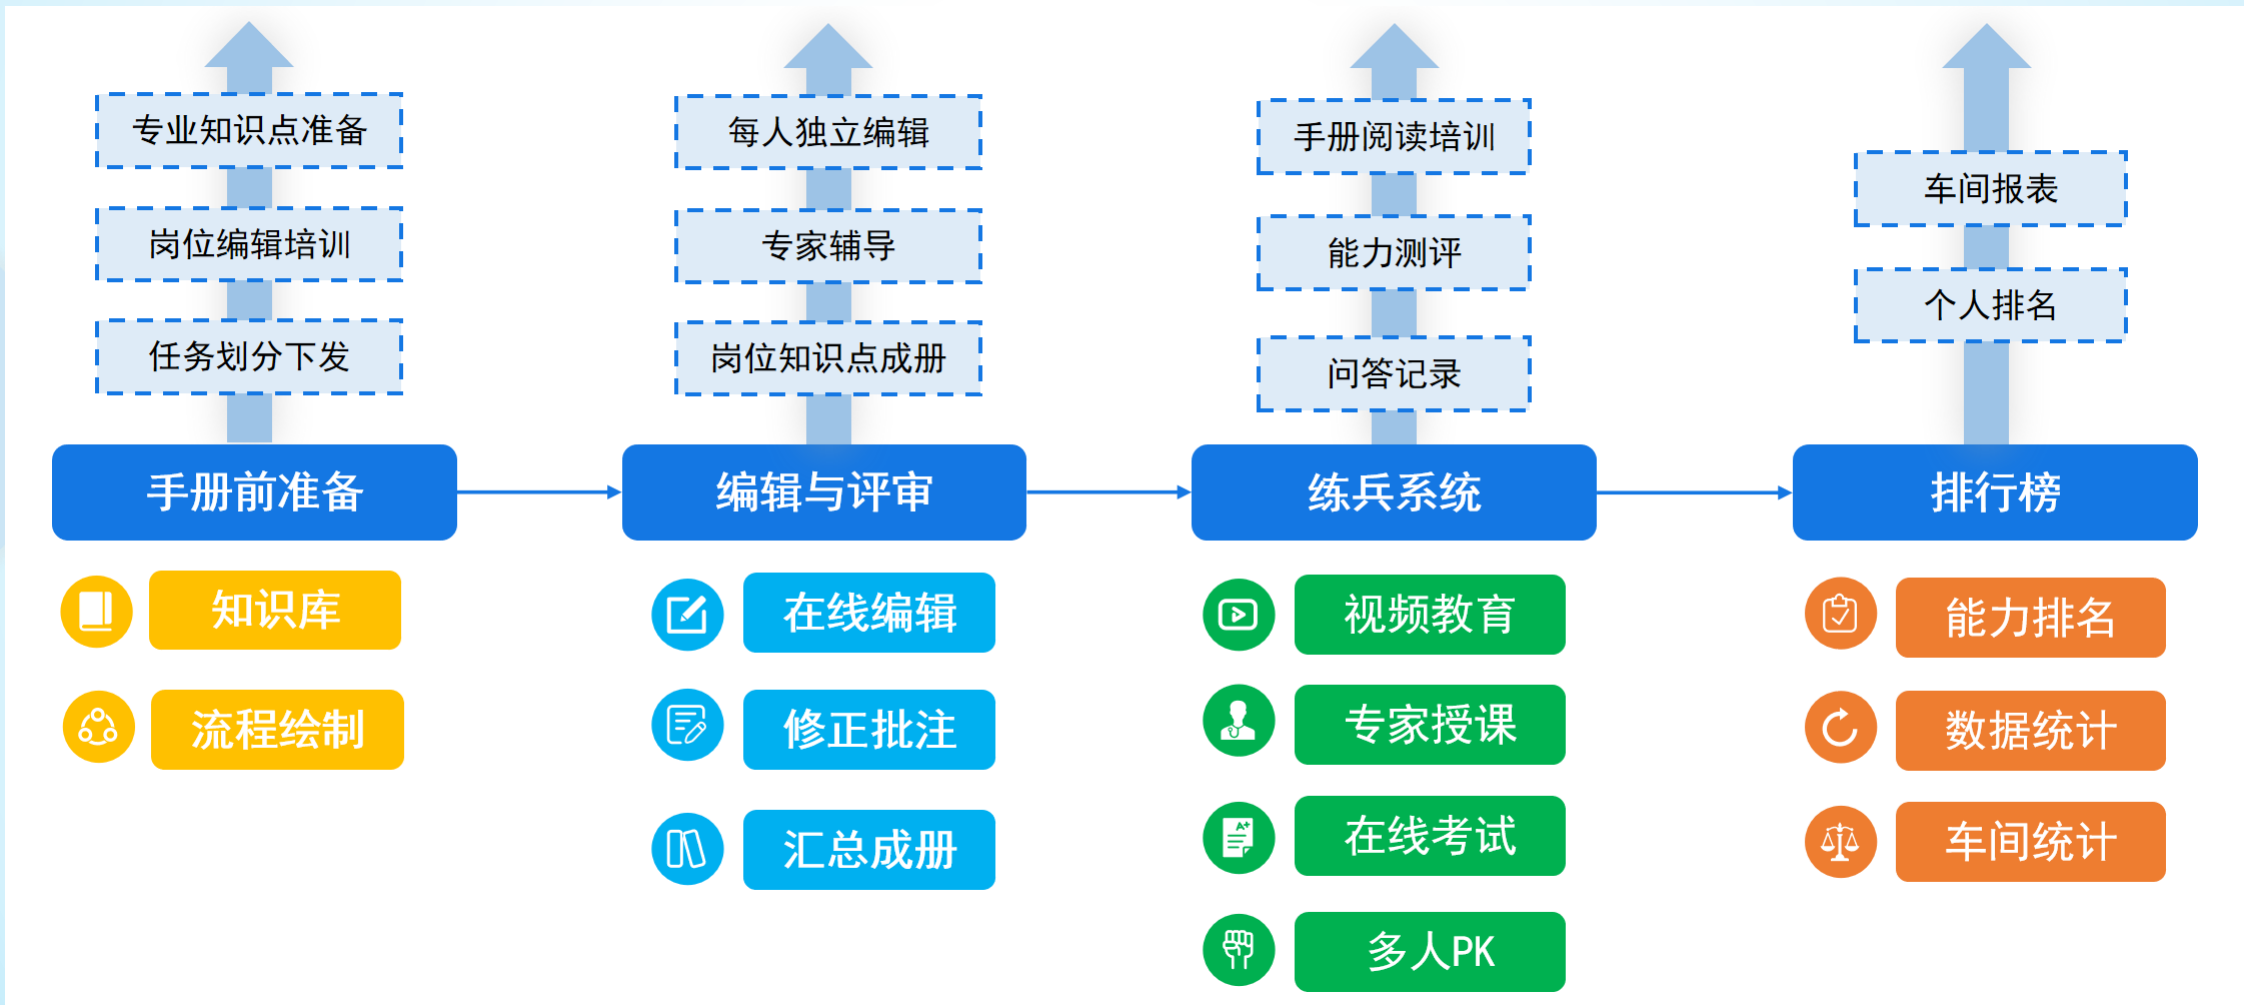 专业知识点准备
岗位编辑培训
任务划分下发
每人独立编辑
专家辅导
岗位知识点成册
手册阅读培训
能力测评
问答记录
车间报表
个人排名
手册前准备
编辑与评审
练兵系统
排行榜
知识库
流程绘制
在线编辑
修正批注
汇总成册
视频教育
专家授课
A+
在线考试
多人PK
能力排名
数据统计
车间统计